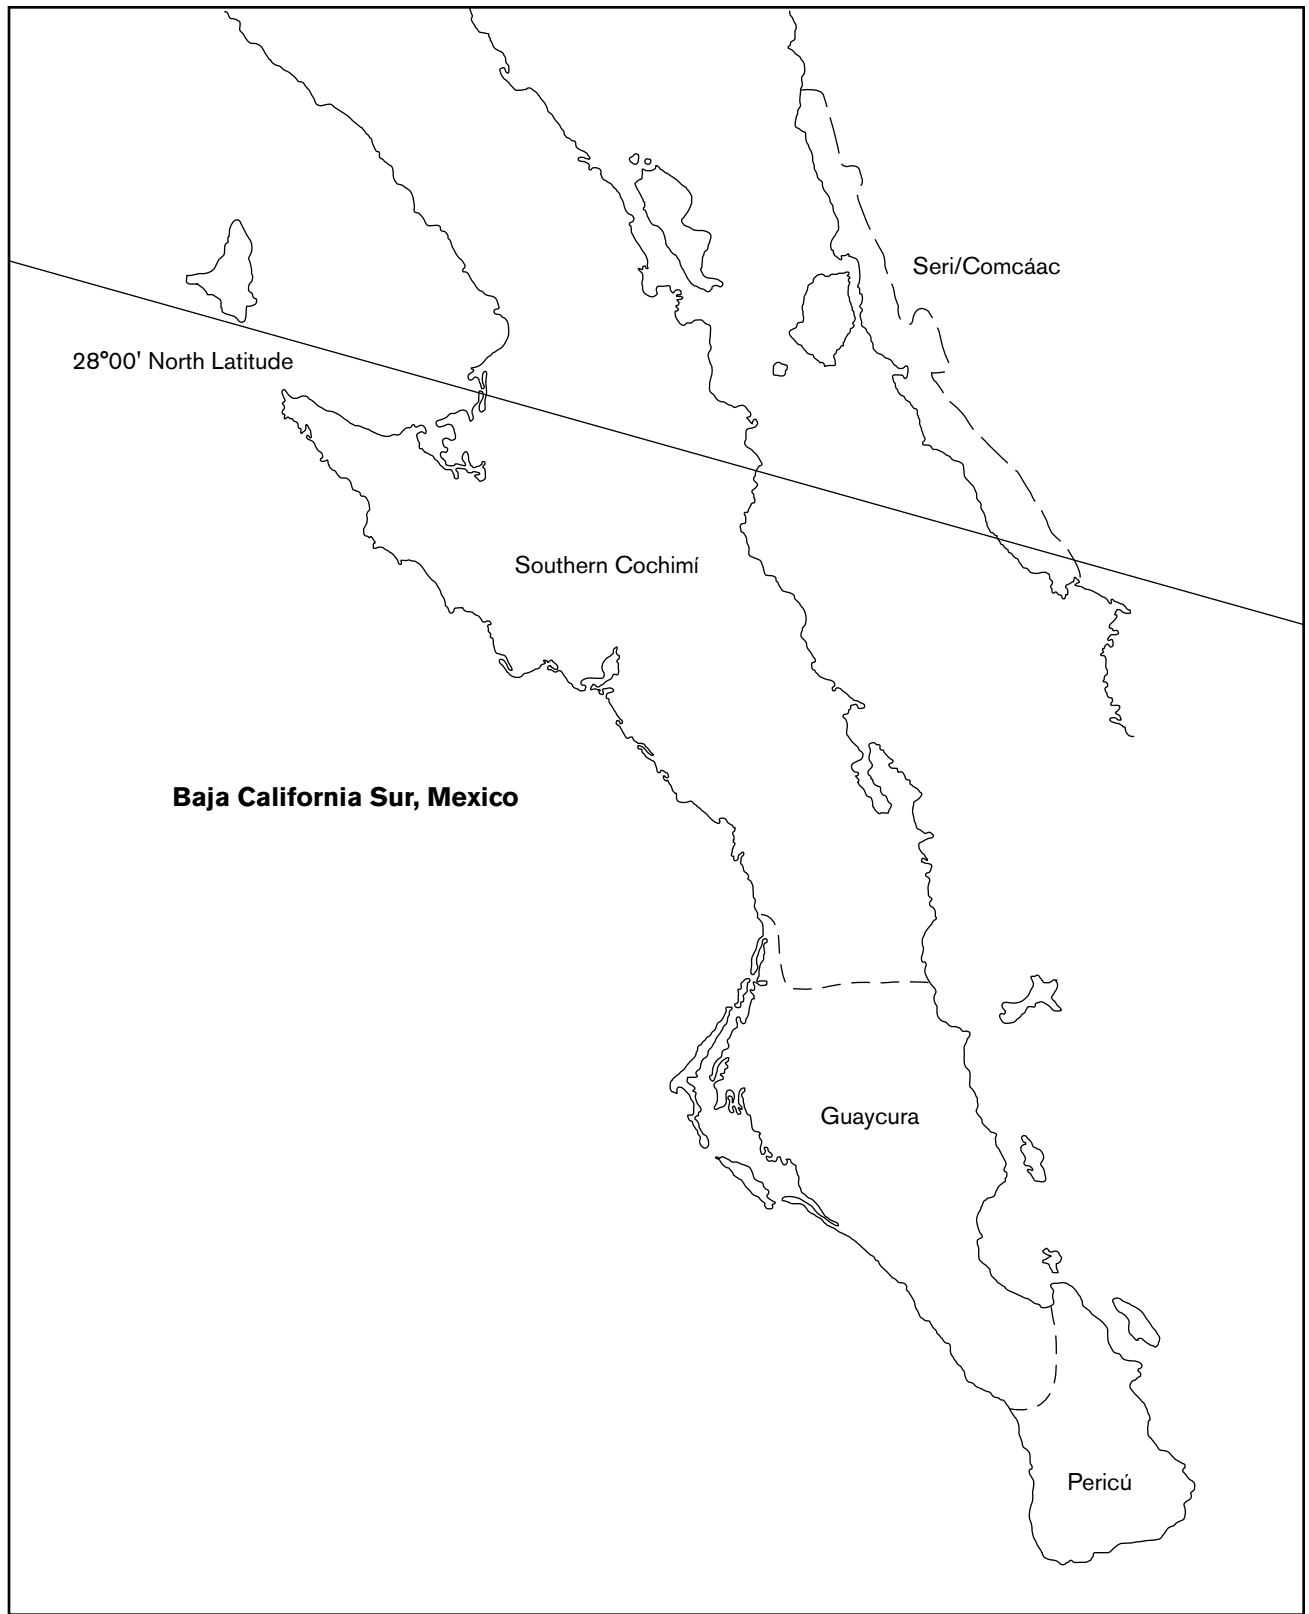 Seri/Comcáac
28°00' North Latitude
Southern Cochimí
Baja California Sur, Mexico
Guaycura
Pericú